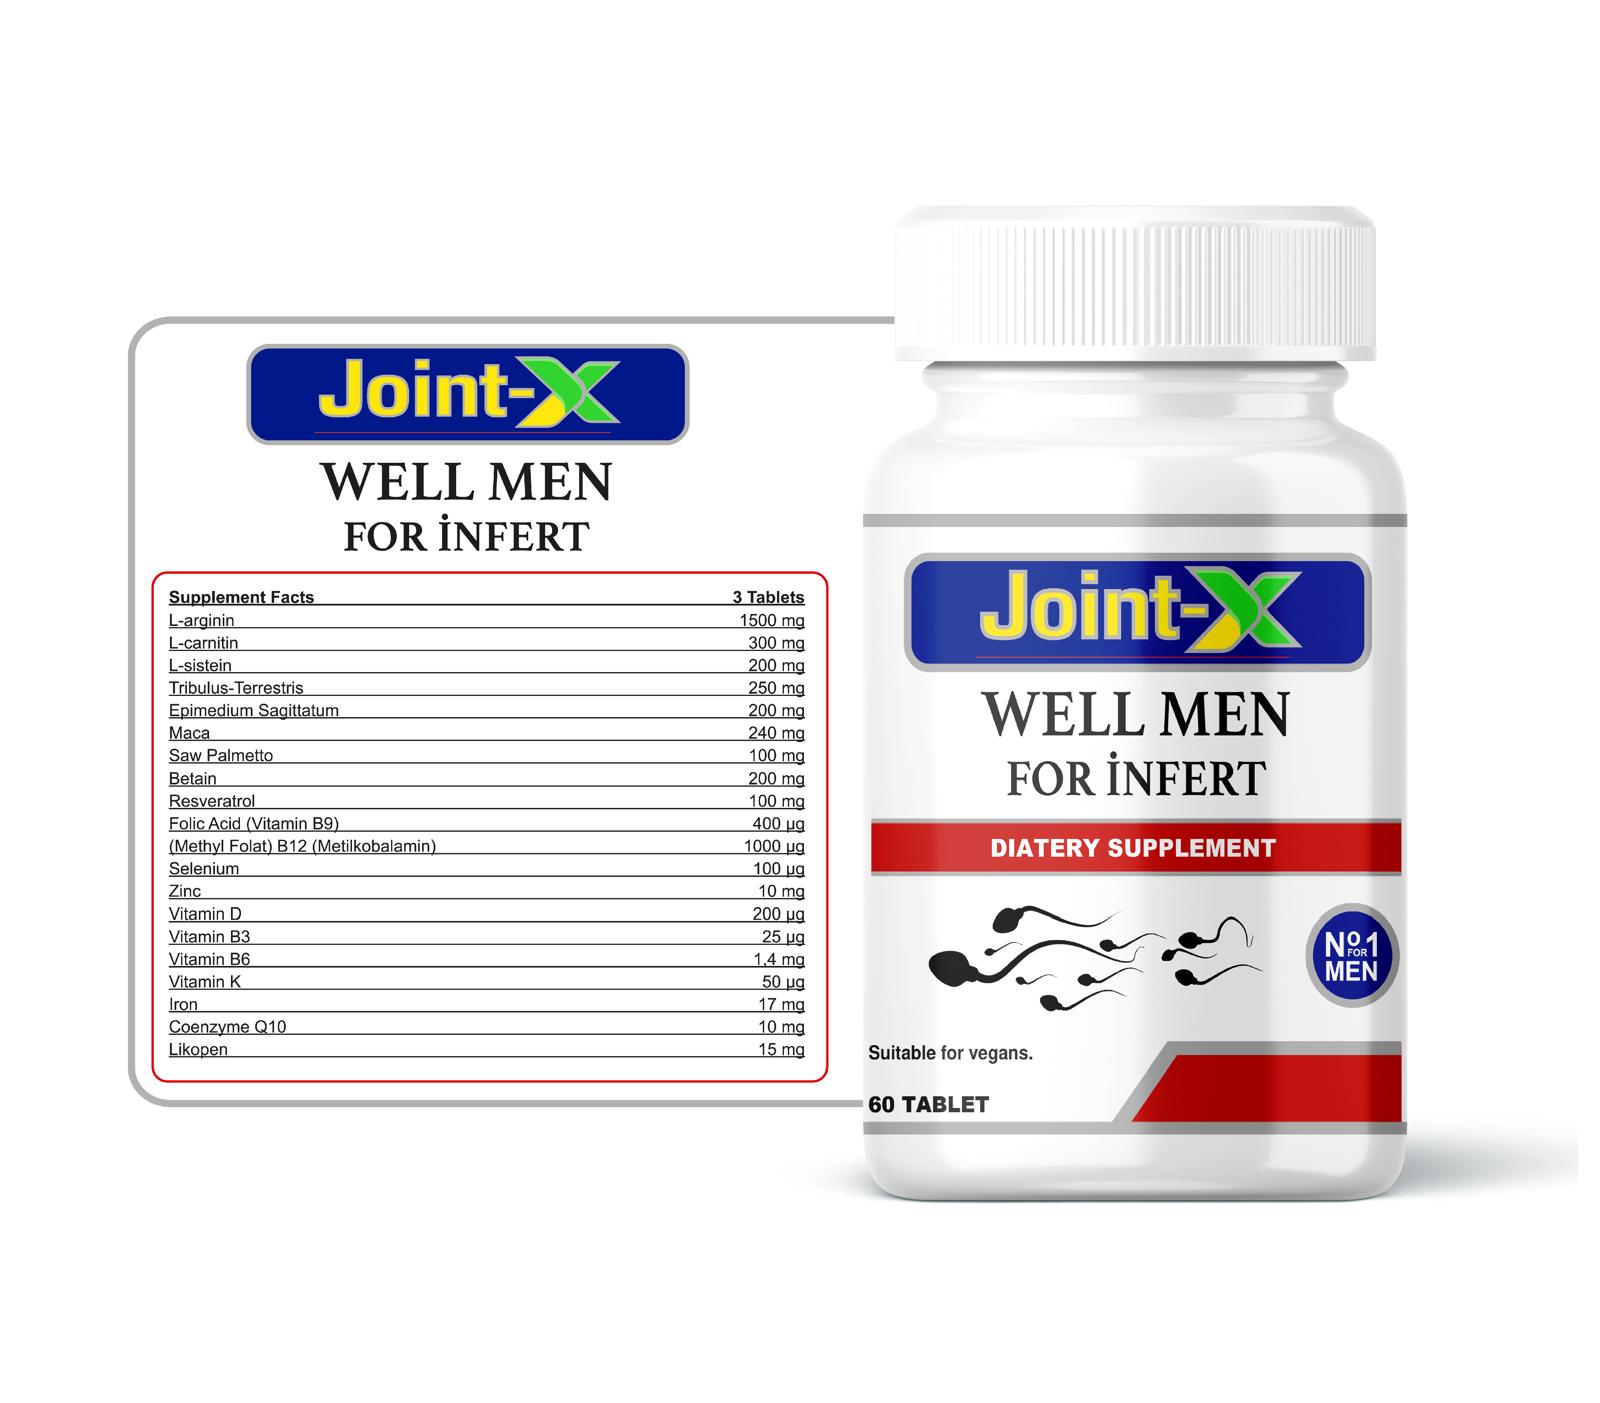 Joint-X
WELL MEN
FOR İNFERT
Supplement Facts 3 Tablets
L-arginin 1500 mg
L-carnitin 300 mg
L-sistein 200 mg
Tribulus-Terrestris 250 mg
Epimedium Sagittatum 200 mg
Maca 240 mg
Saw Palmetto 100 mg
Betain 200 mg
Resveratrol 100 mg
Folic Acid (Vitamin B9) 400 µg
(Methyl Folat) B12 (Metilkobalamin) 1000 µg
Selenium 100 µg
Zinc 10 mg
Vitamin D 200 µg
Vitamin B3 25 µg
Vitamin B6 1,4 mg
Vitamin K 50 µg
Iron 17 mg
Coenzyme Q10 10 mg
Likopen 15 mg
Joint-X
WELL MEN
FOR İNFERT
DIATERY SUPPLEMENT
Nº FOR 1
MEN
Suitable for vegans.
60 TABLET